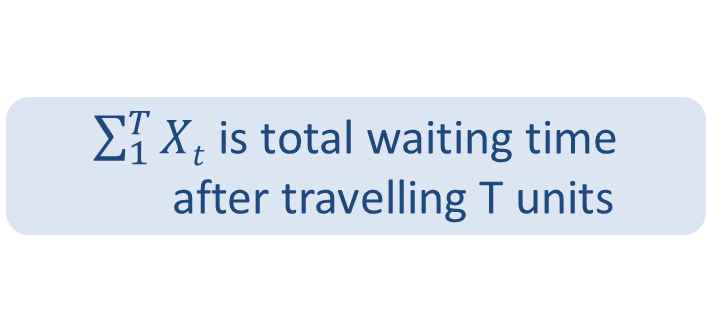 ∑₁ᵀ Xₜ is total waiting time
after travelling T units